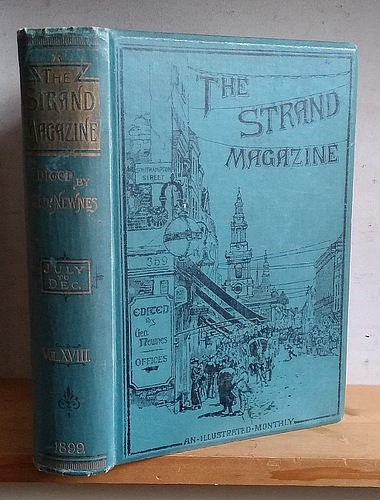 THE
STRAND
MAGAZINE
EDITED
BY
GEO. NEWNES
JULY
TO
DEC.
VOL. XVIII.
1899
THE
STRAND
MAGAZINE
SOUTHAMPTON
STREET
359
EDITED
By
Geo. Newnes
OFFICES
AN·ILLUSTRATED·MONTHLY